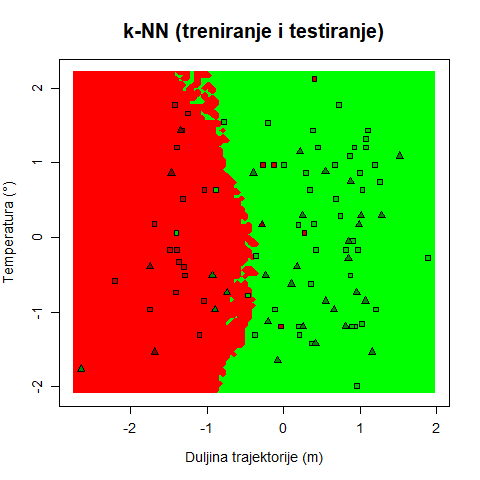 k-NN (treniranje i testiranje)
Temperatura (°)
2
1
0
-1
-2
-2 -1 0 1 2
Duljina trajektorije (m)